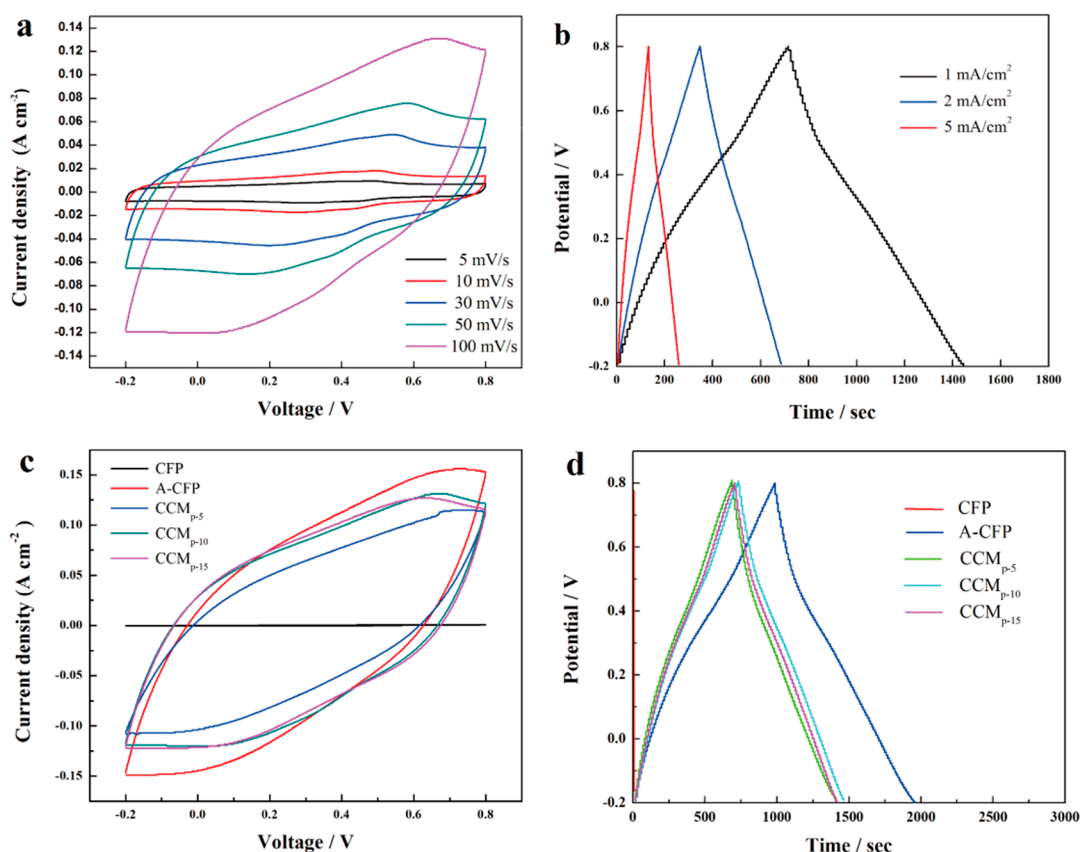 a
Current density (A cm⁻²)
0.14
0.12
0.10
0.08
0.06
0.04
0.02
0.00
-0.02
-0.04
-0.06
-0.08
-0.10
-0.12
-0.14
-0.2 0.0 0.2 0.4 0.6 0.8
Voltage / V
5 mV/s
10 mV/s
30 mV/s
50 mV/s
100 mV/s
b
Potential / V
0.8
0.6
0.4
0.2
0.0
-0.2
0 200 400 600 800 1000 1200 1400 1600 1800
Time / sec
1 mA/cm²
2 mA/cm²
5 mA/cm²
c
Current density (A cm⁻²)
0.15
0.10
0.05
0.00
-0.05
-0.10
-0.15
-0.2 0.0 0.2 0.4 0.6 0.8
Voltage / V
CFP
A-CFP
CCMp-5
CCMp-10
CCMp-15
d
Potential / V
0.8
0.6
0.4
0.2
0.0
-0.2
0 500 1000 1500 2000 2500 3000
Time / sec
CFP
A-CFP
CCMp-5
CCMp-10
CCMp-15